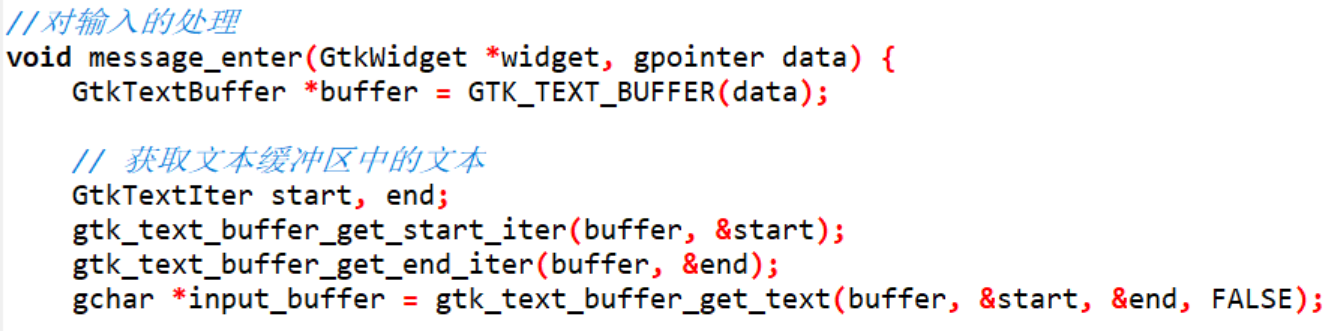 //对输入的处理
void message_enter(GtkWidget *widget, gpointer data) {
    GtkTextBuffer *buffer = GTK_TEXT_BUFFER(data);
    // 获取文本缓冲区中的文本
    GtkTextIter start, end;
    gtk_text_buffer_get_start_iter(buffer, &start);
    gtk_text_buffer_get_end_iter(buffer, &end);
    gchar *input_buffer = gtk_text_buffer_get_text(buffer, &start, &end, FALSE);